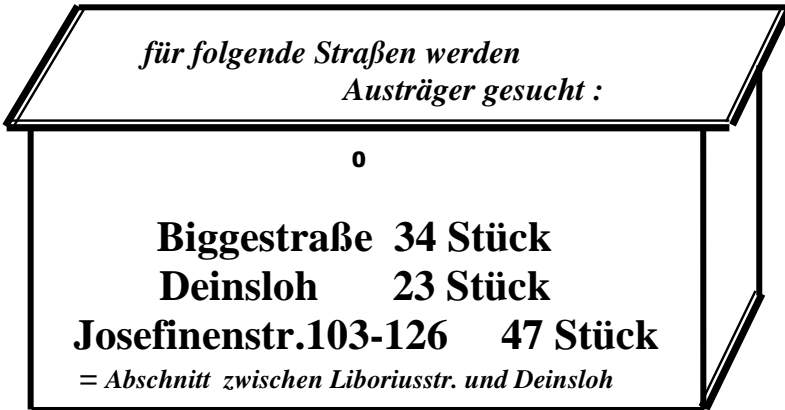 für folgende Straßen werden
Austräger gesucht :
0
Biggestraße 34 Stück
Deinsloh 23 Stück
Josefinenstr.103-126 47 Stück
= Abschnitt zwischen Liboriusstr. und Deinsloh